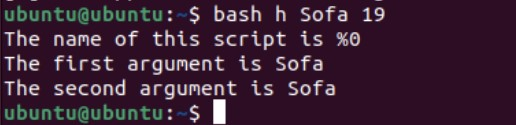 ubuntu@ubuntu:~$ bash h Sofa 19
The name of this script is %0
The first argument is Sofa
The second argument is Sofa
ubuntu@ubuntu:~$